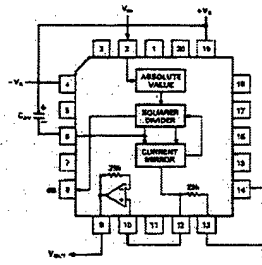 VIN
+VS
3
2
1
20
19
ABSOLUTE
VALUE
-VS
4
18
CAV
+
5
SQUARER
DIVIDER
17
6
16
CURRENT
MIRROR
7
15
25k
25k
dB
8
14
9
10
11
12
13
VOUT